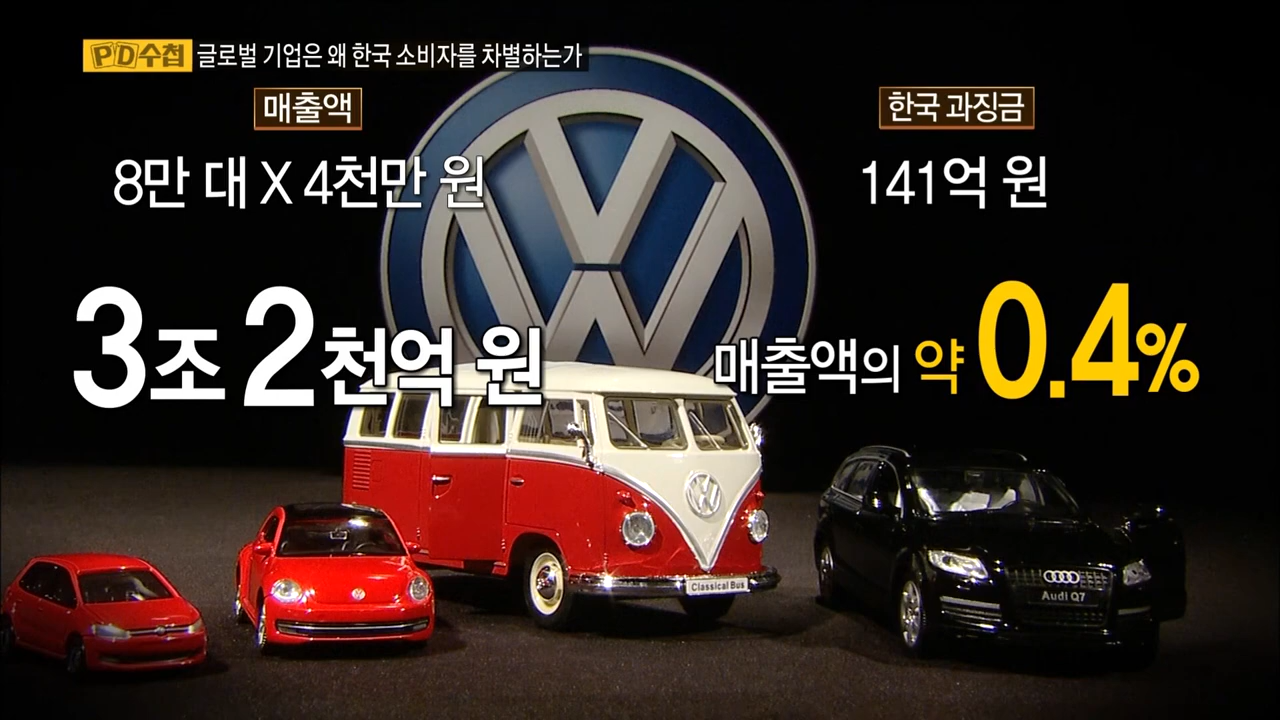 PD수첩 글로벌 기업은 왜 한국 소비자를 차별하는가
매출액
8만 대 X 4천만 원
3조 2천억 원
한국 과징금
141억 원
매출액의 약 0.4%
Classical Bus
Audi Q7